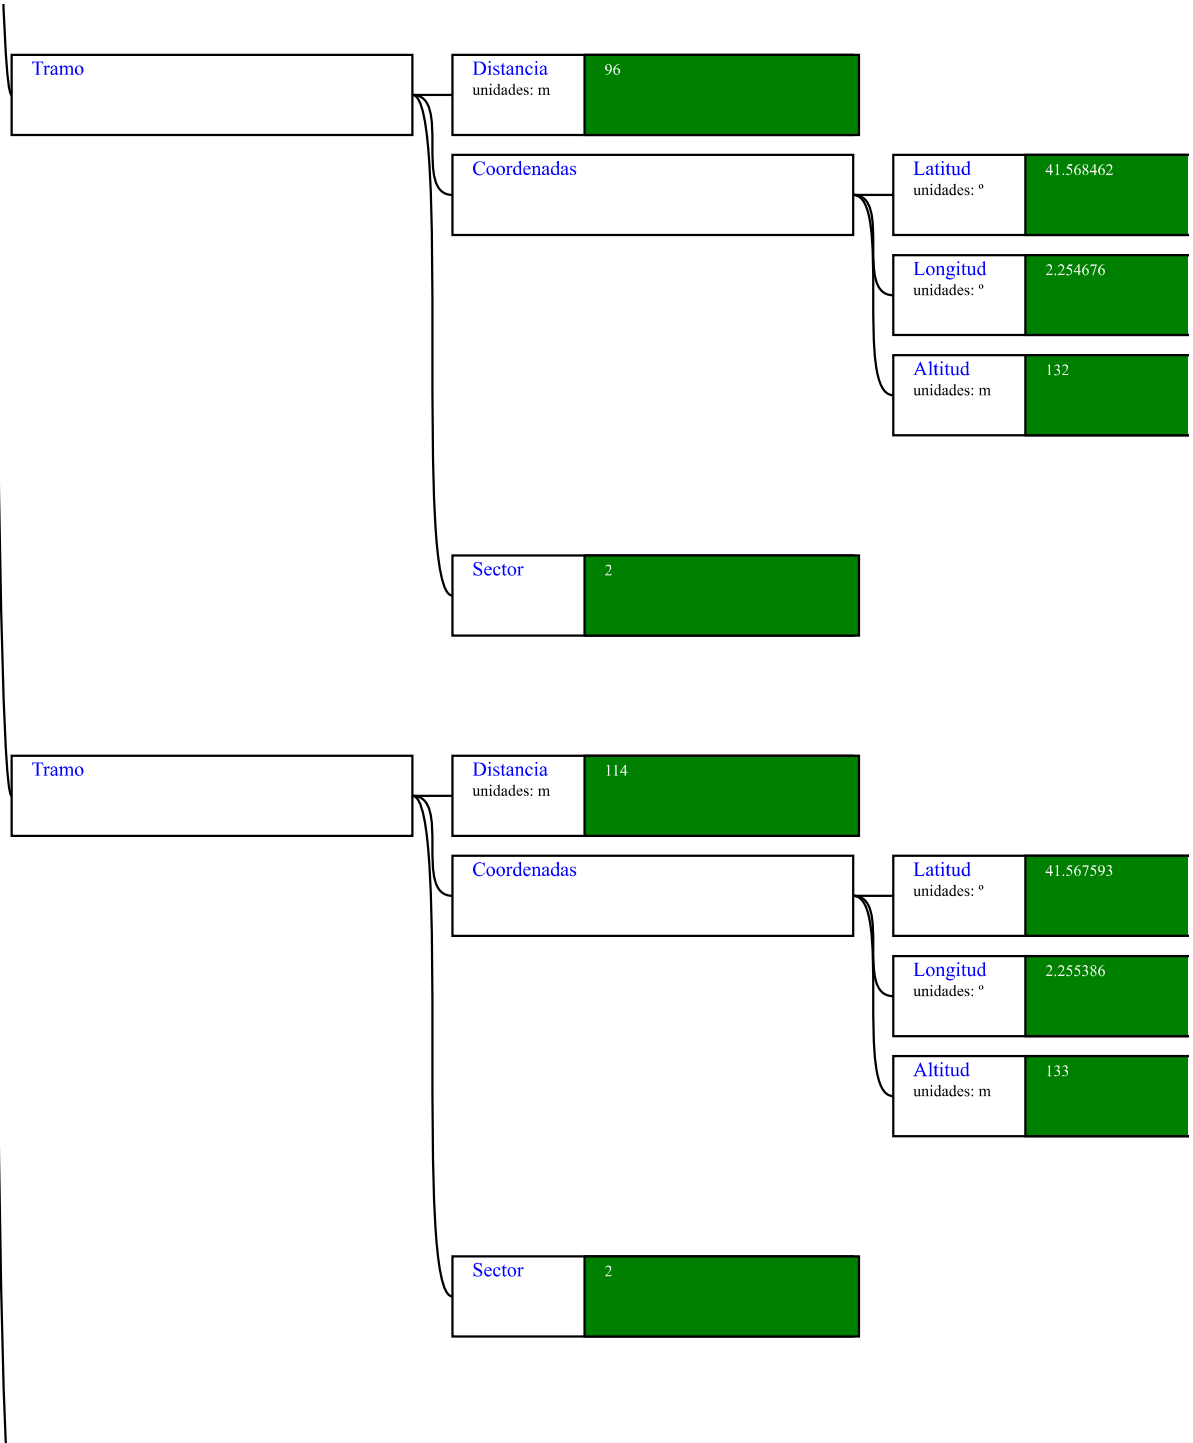 Tramo
Distancia
unidades: m
96
Coordenadas
Latitud
unidades: º
41.568462
Longitud
unidades: º
2.254676
Altitud
unidades: m
132
Sector
2
Tramo
Distancia
unidades: m
114
Coordenadas
Latitud
unidades: º
41.567593
Longitud
unidades: º
2.255386
Altitud
unidades: m
133
Sector
2